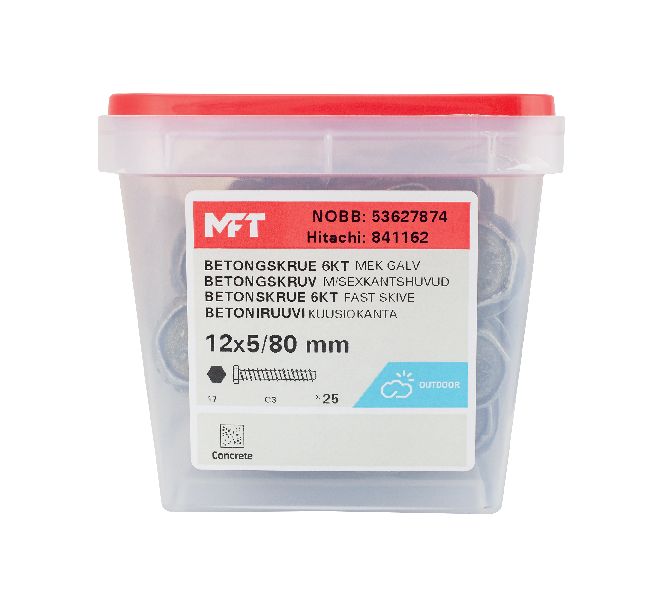 MFT
NOBB: 53627874
Hitachi: 841162
BETONGSKRUE 6KT MEK GALV
BETONGSKRUV M/SEXKANTSHUVUD
BETONSKRUE 6KT FAST SKIVE
BETONIRUUVI KUUSIOKANTA
12x5/80 mm
17 C3 x 25
OUTDOOR
Concrete